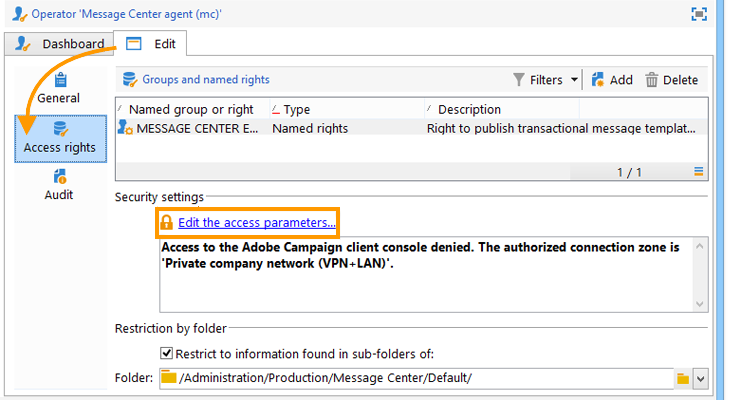 Operator 'Message Center agent (mc)'
Dashboard Edit
General
Access rights
Audit
Groups and named rights Filters Add Delete
Named group or right Type Description
MESSAGE CENTER E... Named rights Right to publish transactional message templat...
1 / 1
Security settings
Edit the access parameters...
Access to the Adobe Campaign client console denied. The authorized connection zone is
'Private company network (VPN+LAN)'.
Restriction by folder
Restrict to information found in sub-folders of:
Folder: /Administration/Production/Message Center/Default/